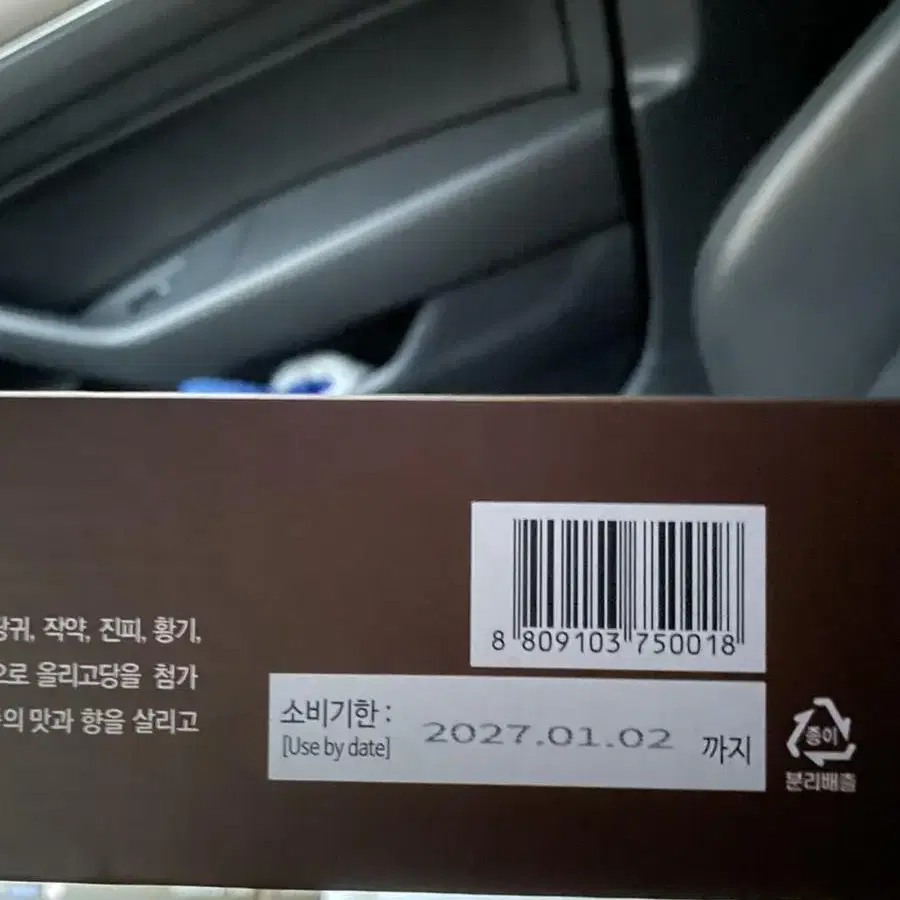 작약, 진피, 황기,
으로 올리고당을 첨가
의 맛과 향을 살리고
8 809103 750018
소비기한 :
[Use by date]
2027.01.02 까지
종이
분리배출